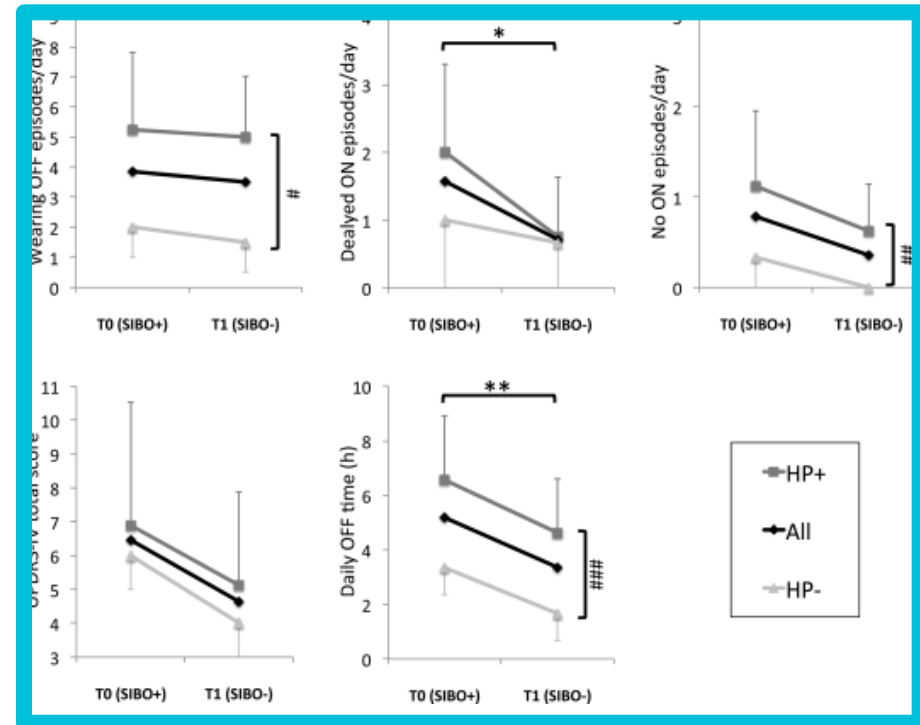 Wearing OFF episodes/day
8
7
6
5
4
3
2
1
0
#
T0 (SIBO+) T1 (SIBO-)
Dealyed ON episodes/day
4
3
2
1
0
*
T0 (SIBO+) T1 (SIBO-)
No ON episodes/day
2
1
0
##
T0 (SIBO+) T1 (SIBO-)
total score
11
10
9
8
7
6
5
4
3
T0 (SIBO+) T1 (SIBO-)
Daily OFF time (h)
10
8
6
4
2
0
**
###
T0 (SIBO+) T1 (SIBO-)
HP+
All
HP-